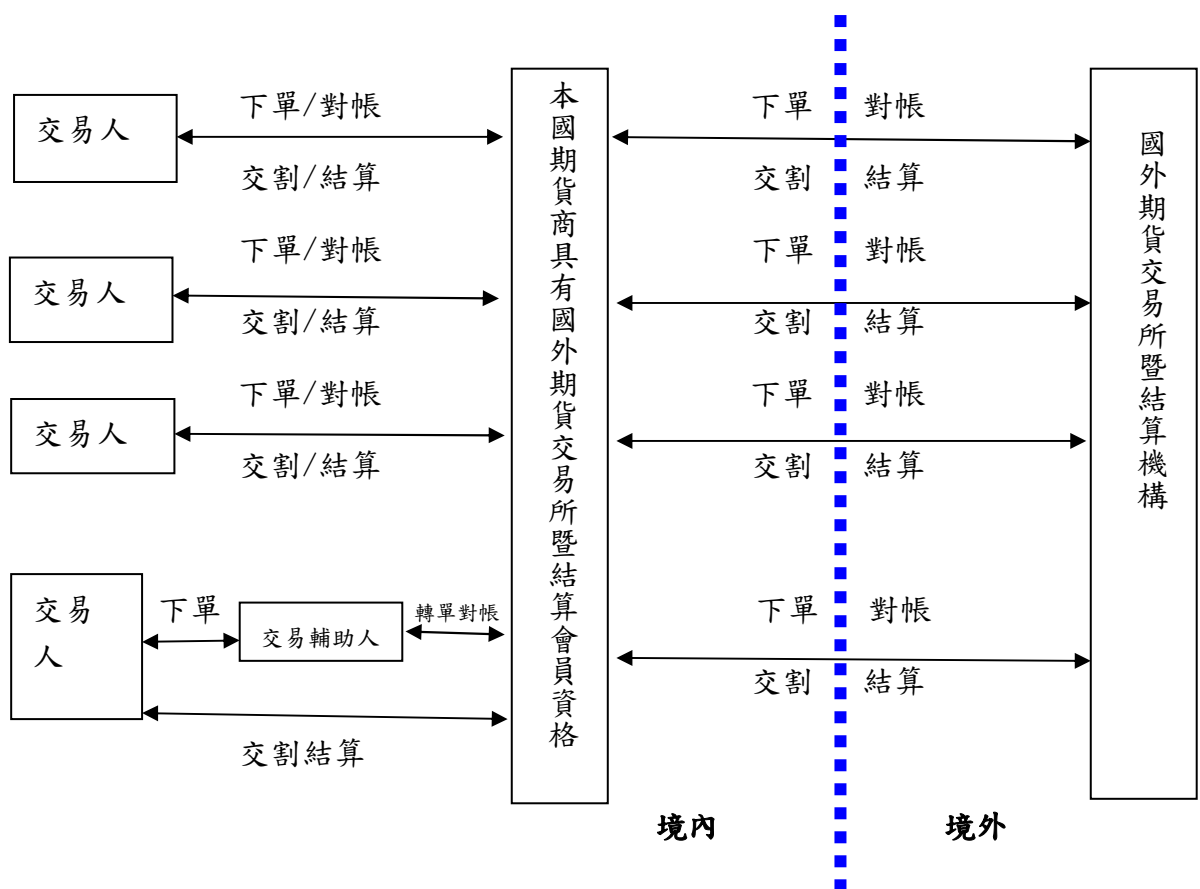 下單/對帳
下單 對帳
交易人
交割/結算
交割 結算
下單/對帳
下單 對帳
交易人
交割/結算
交割 結算
下單/對帳
下單 對帳
交易人
交割/結算
交割 結算
本國期貨商具有國外期貨交易所暨結算會員資格
國外期貨交易所暨結算機構
交易
人
下單
交易輔助人
轉單對帳
下單 對帳
交割 結算
交割結算
境內
境外